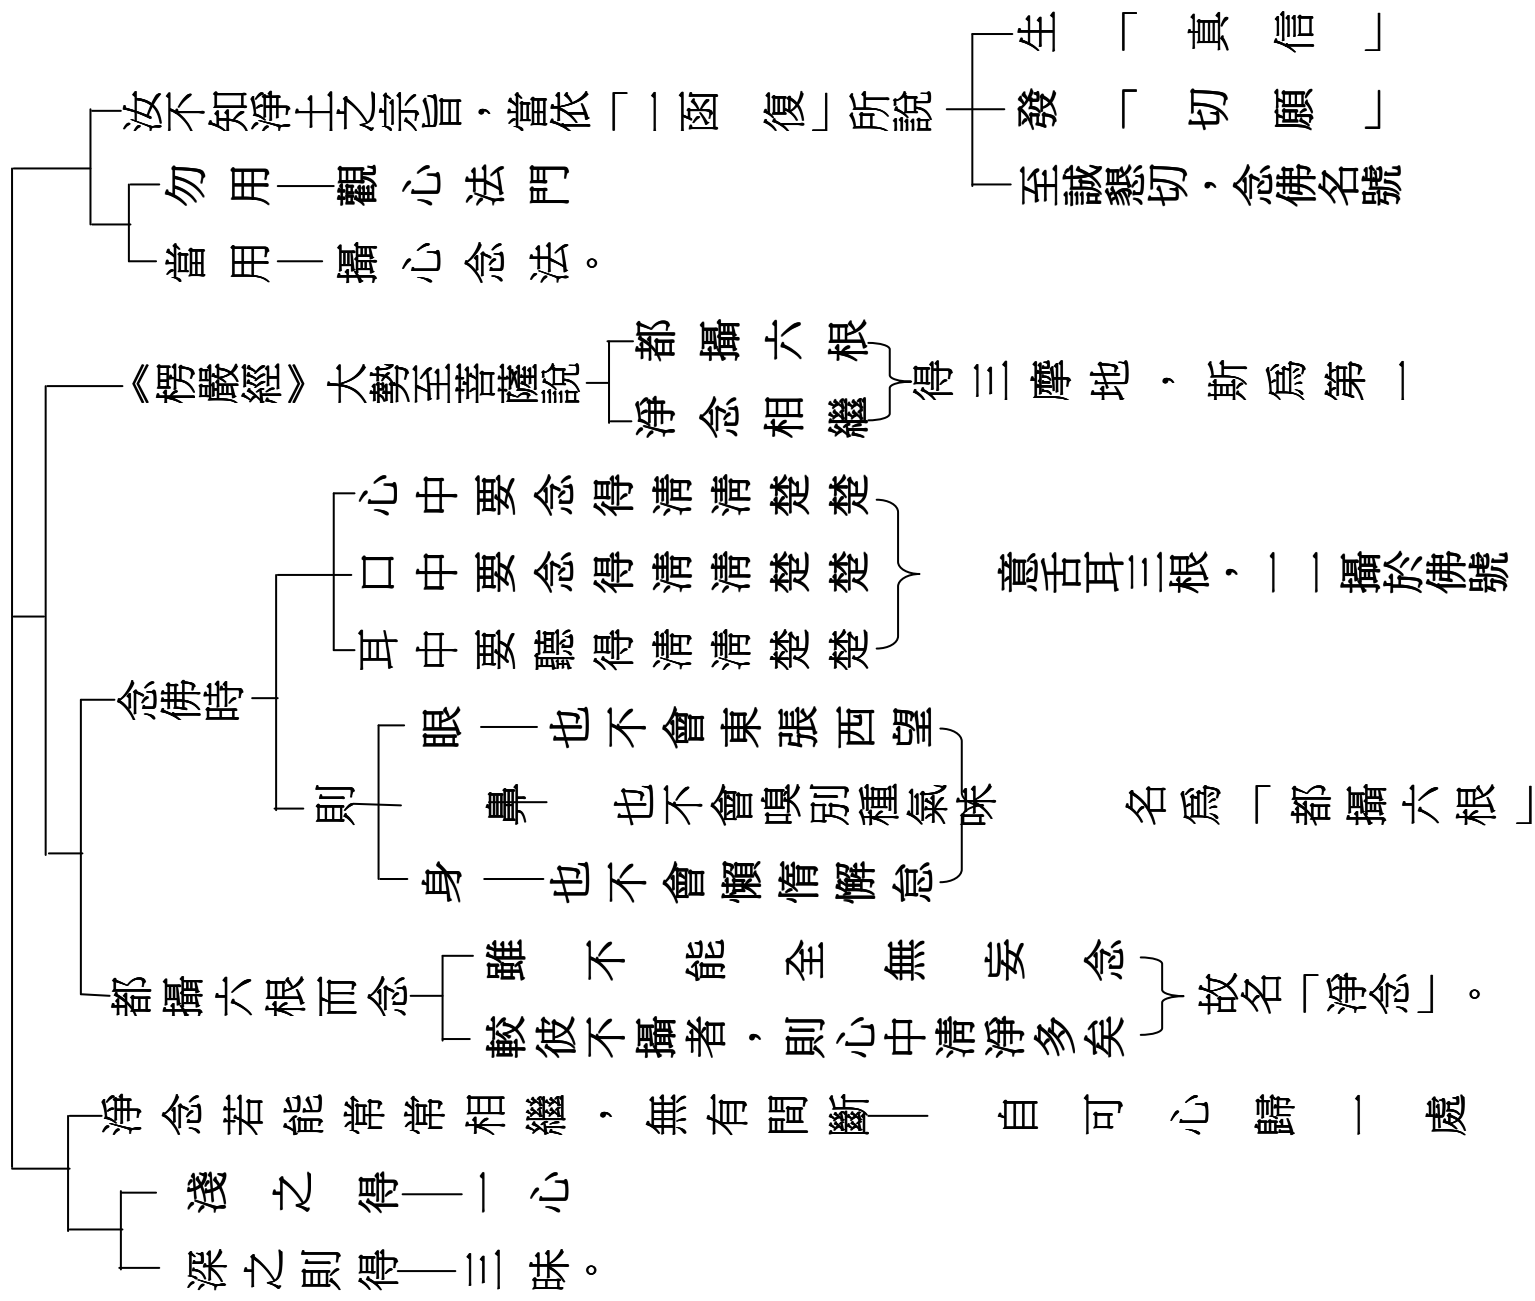 汝不知淨土之宗旨，當依「一函復」所說
生「真信」
發「切願」
至誠懇切，念佛名號
勿用觀心法門
當用攝心念法。
《楞嚴經》大勢至菩薩說
都攝六根
淨念相繼
得三摩地，斯為第一
念佛時
心中要念得清清楚楚
口中要念得清清楚楚
耳中要聽得清清楚楚
意舌耳三根，一一攝於佛號
則
眼也不會東張西望
鼻也不會嗅別種氣味
身也不會懶惰懈怠
名為「都攝六根」
都攝六根而念
雖不能全無妄念
較彼不攝者，則心中清淨多矣
故名「淨念」。
淨念若能常常相繼，無有間斷自可心歸一處
淺之得一心
深之則得三昧。